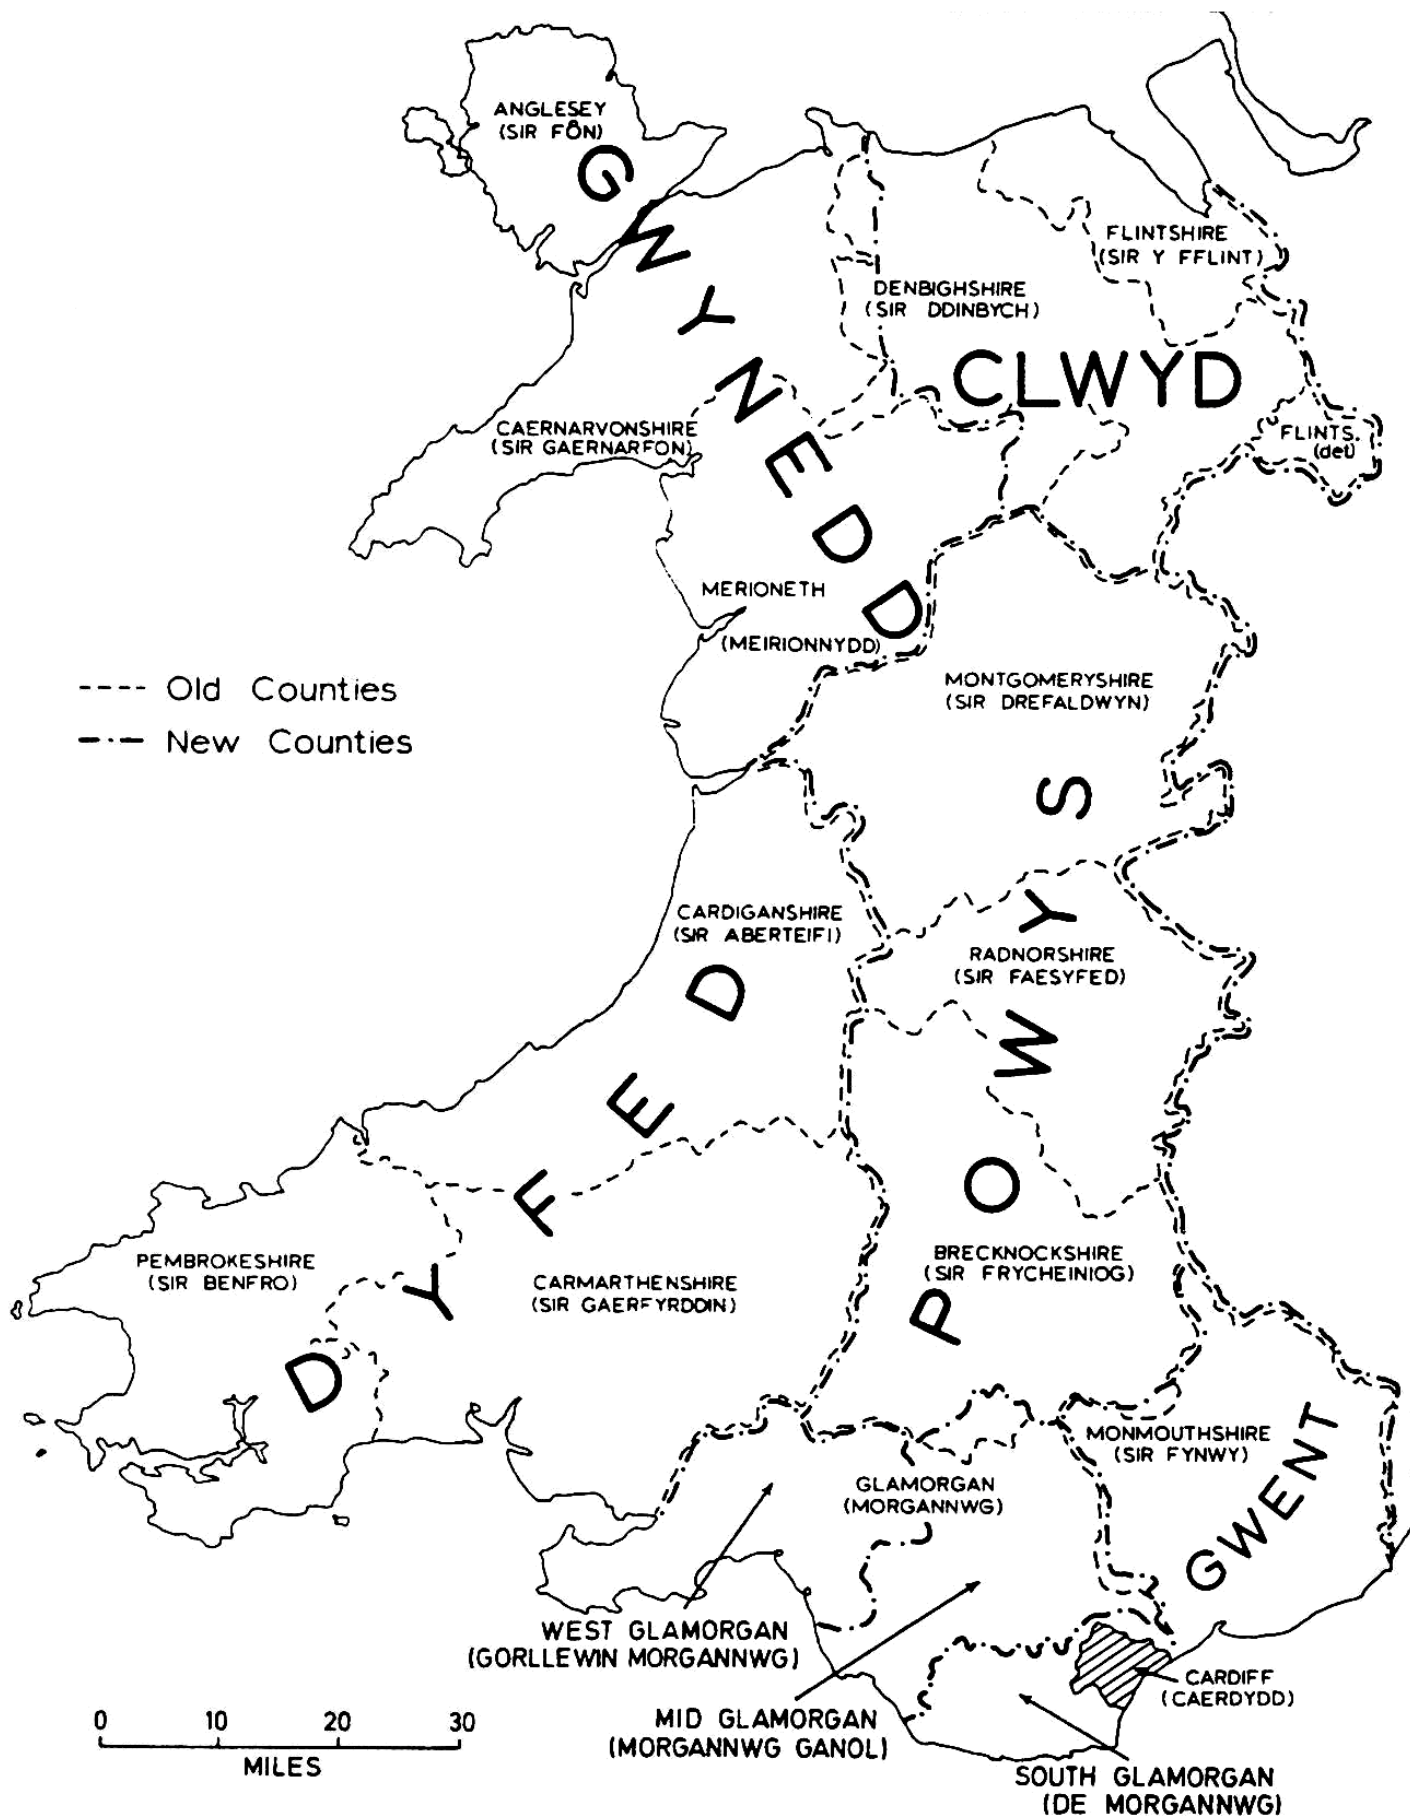 ANGLESEY
(SIR FÔN)
GWYNEDD
FLINTSHIRE
(SIR Y FFLINT)
DENBIGHSHIRE
(SIR DDINBYCH)
CLWYD
CAERNARVONSHIRE
(SIR GAERNARFON)
FLINTS.
(det)
MERIONETH
(MEIRIONNYDD)
Old Counties
New Counties
MONTGOMERYSHIRE
(SIR DREFALDWYN)
POWYS
CARDIGANSHIRE
(SIR ABERTEIFI)
RADNORSHIRE
(SIR FAESYFED)
DYFED
PEMBROKESHIRE
(SIR BENFRO)
CARMARTHENSHIRE
(SIR GAERFYRDDIN)
BRECKNOCKSHIRE
(SIR FRYCHEINIOG)
MONMOUTHSHIRE
(SIR FYNWY)
GWENT
GLAMORGAN
(MORGANNWG)
WEST GLAMORGAN
(GORLLEWIN MORGANNWG)
CARDIFF
(CAERDYDD)
MID GLAMORGAN
(MORGANNWG GANOL)
SOUTH GLAMORGAN
(DE MORGANNWG)
0 10 20 30
MILES